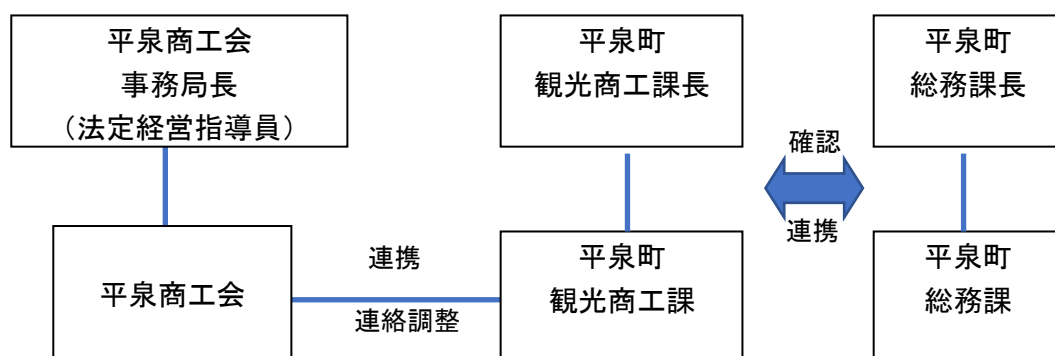 平泉商工会
事務局長
（法定経営指導員）
平泉町
観光商工課長
平泉町
総務課長
確認
連携
平泉商工会
連携
連絡調整
平泉町
観光商工課
平泉町
総務課